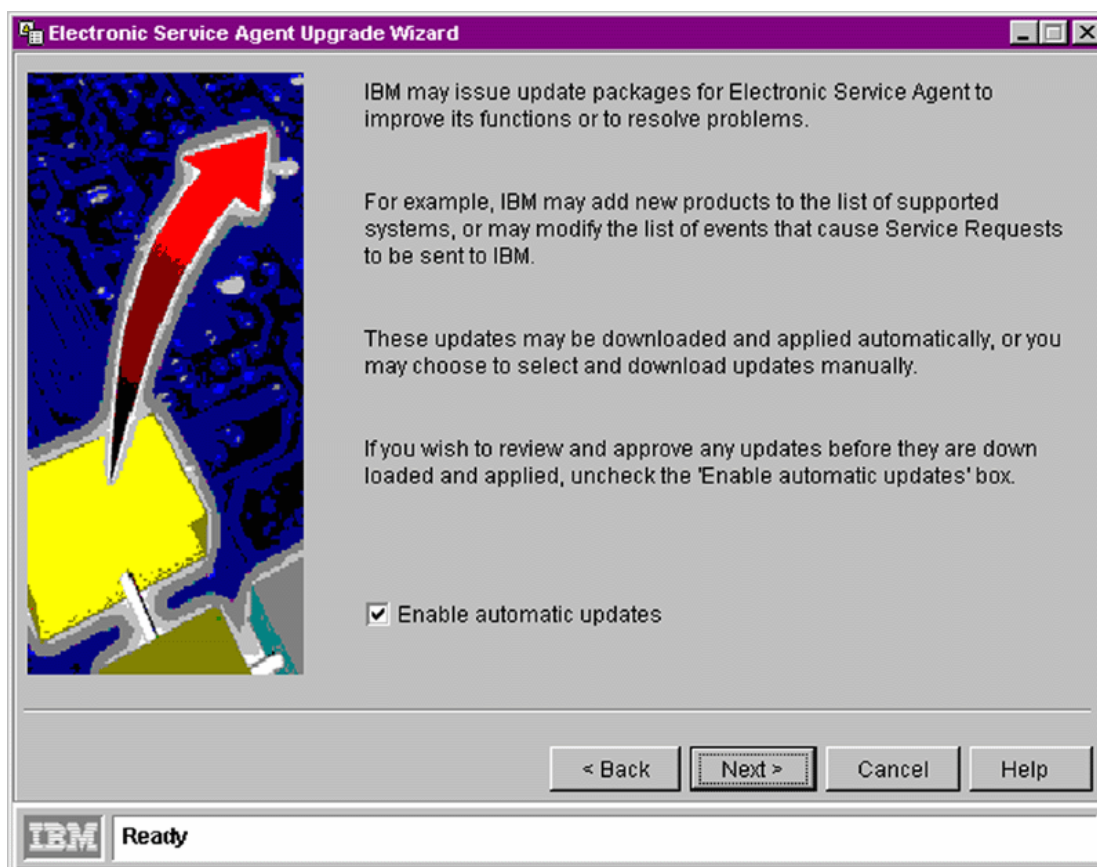 Electronic Service Agent Upgrade Wizard
IBM may issue update packages for Electronic Service Agent to
improve its functions or to resolve problems.
For example, IBM may add new products to the list of supported
systems, or may modify the list of events that cause Service Requests
to be sent to IBM.
These updates may be downloaded and applied automatically, or you
may choose to select and download updates manually.
If you wish to review and approve any updates before they are down
loaded and applied, uncheck the 'Enable automatic updates' box.
Enable automatic updates
< Back Next > Cancel Help
IBM Ready